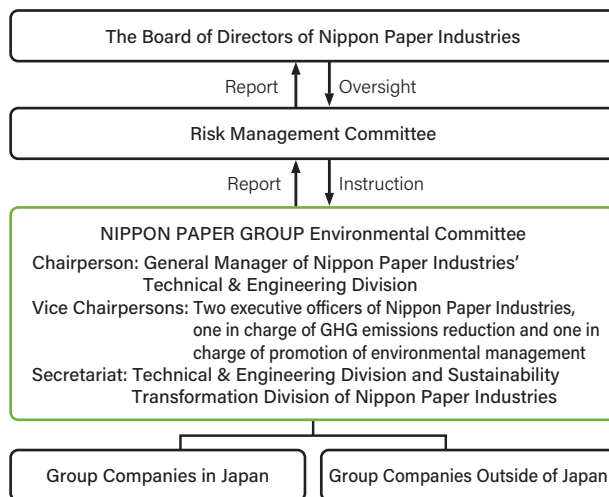 The Board of Directors of Nippon Paper Industries
Report Oversight
Risk Management Committee
Report Instruction
NIPPON PAPER GROUP Environmental Committee
Chairperson: General Manager of Nippon Paper Industries’
Technical & Engineering Division
Vice Chairpersons: Two executive officers of Nippon Paper Industries,
one in charge of GHG emissions reduction and one in
charge of promotion of environmental management
Secretariat: Technical & Engineering Division and Sustainability
Transformation Division of Nippon Paper Industries
Group Companies in Japan
Group Companies Outside of Japan